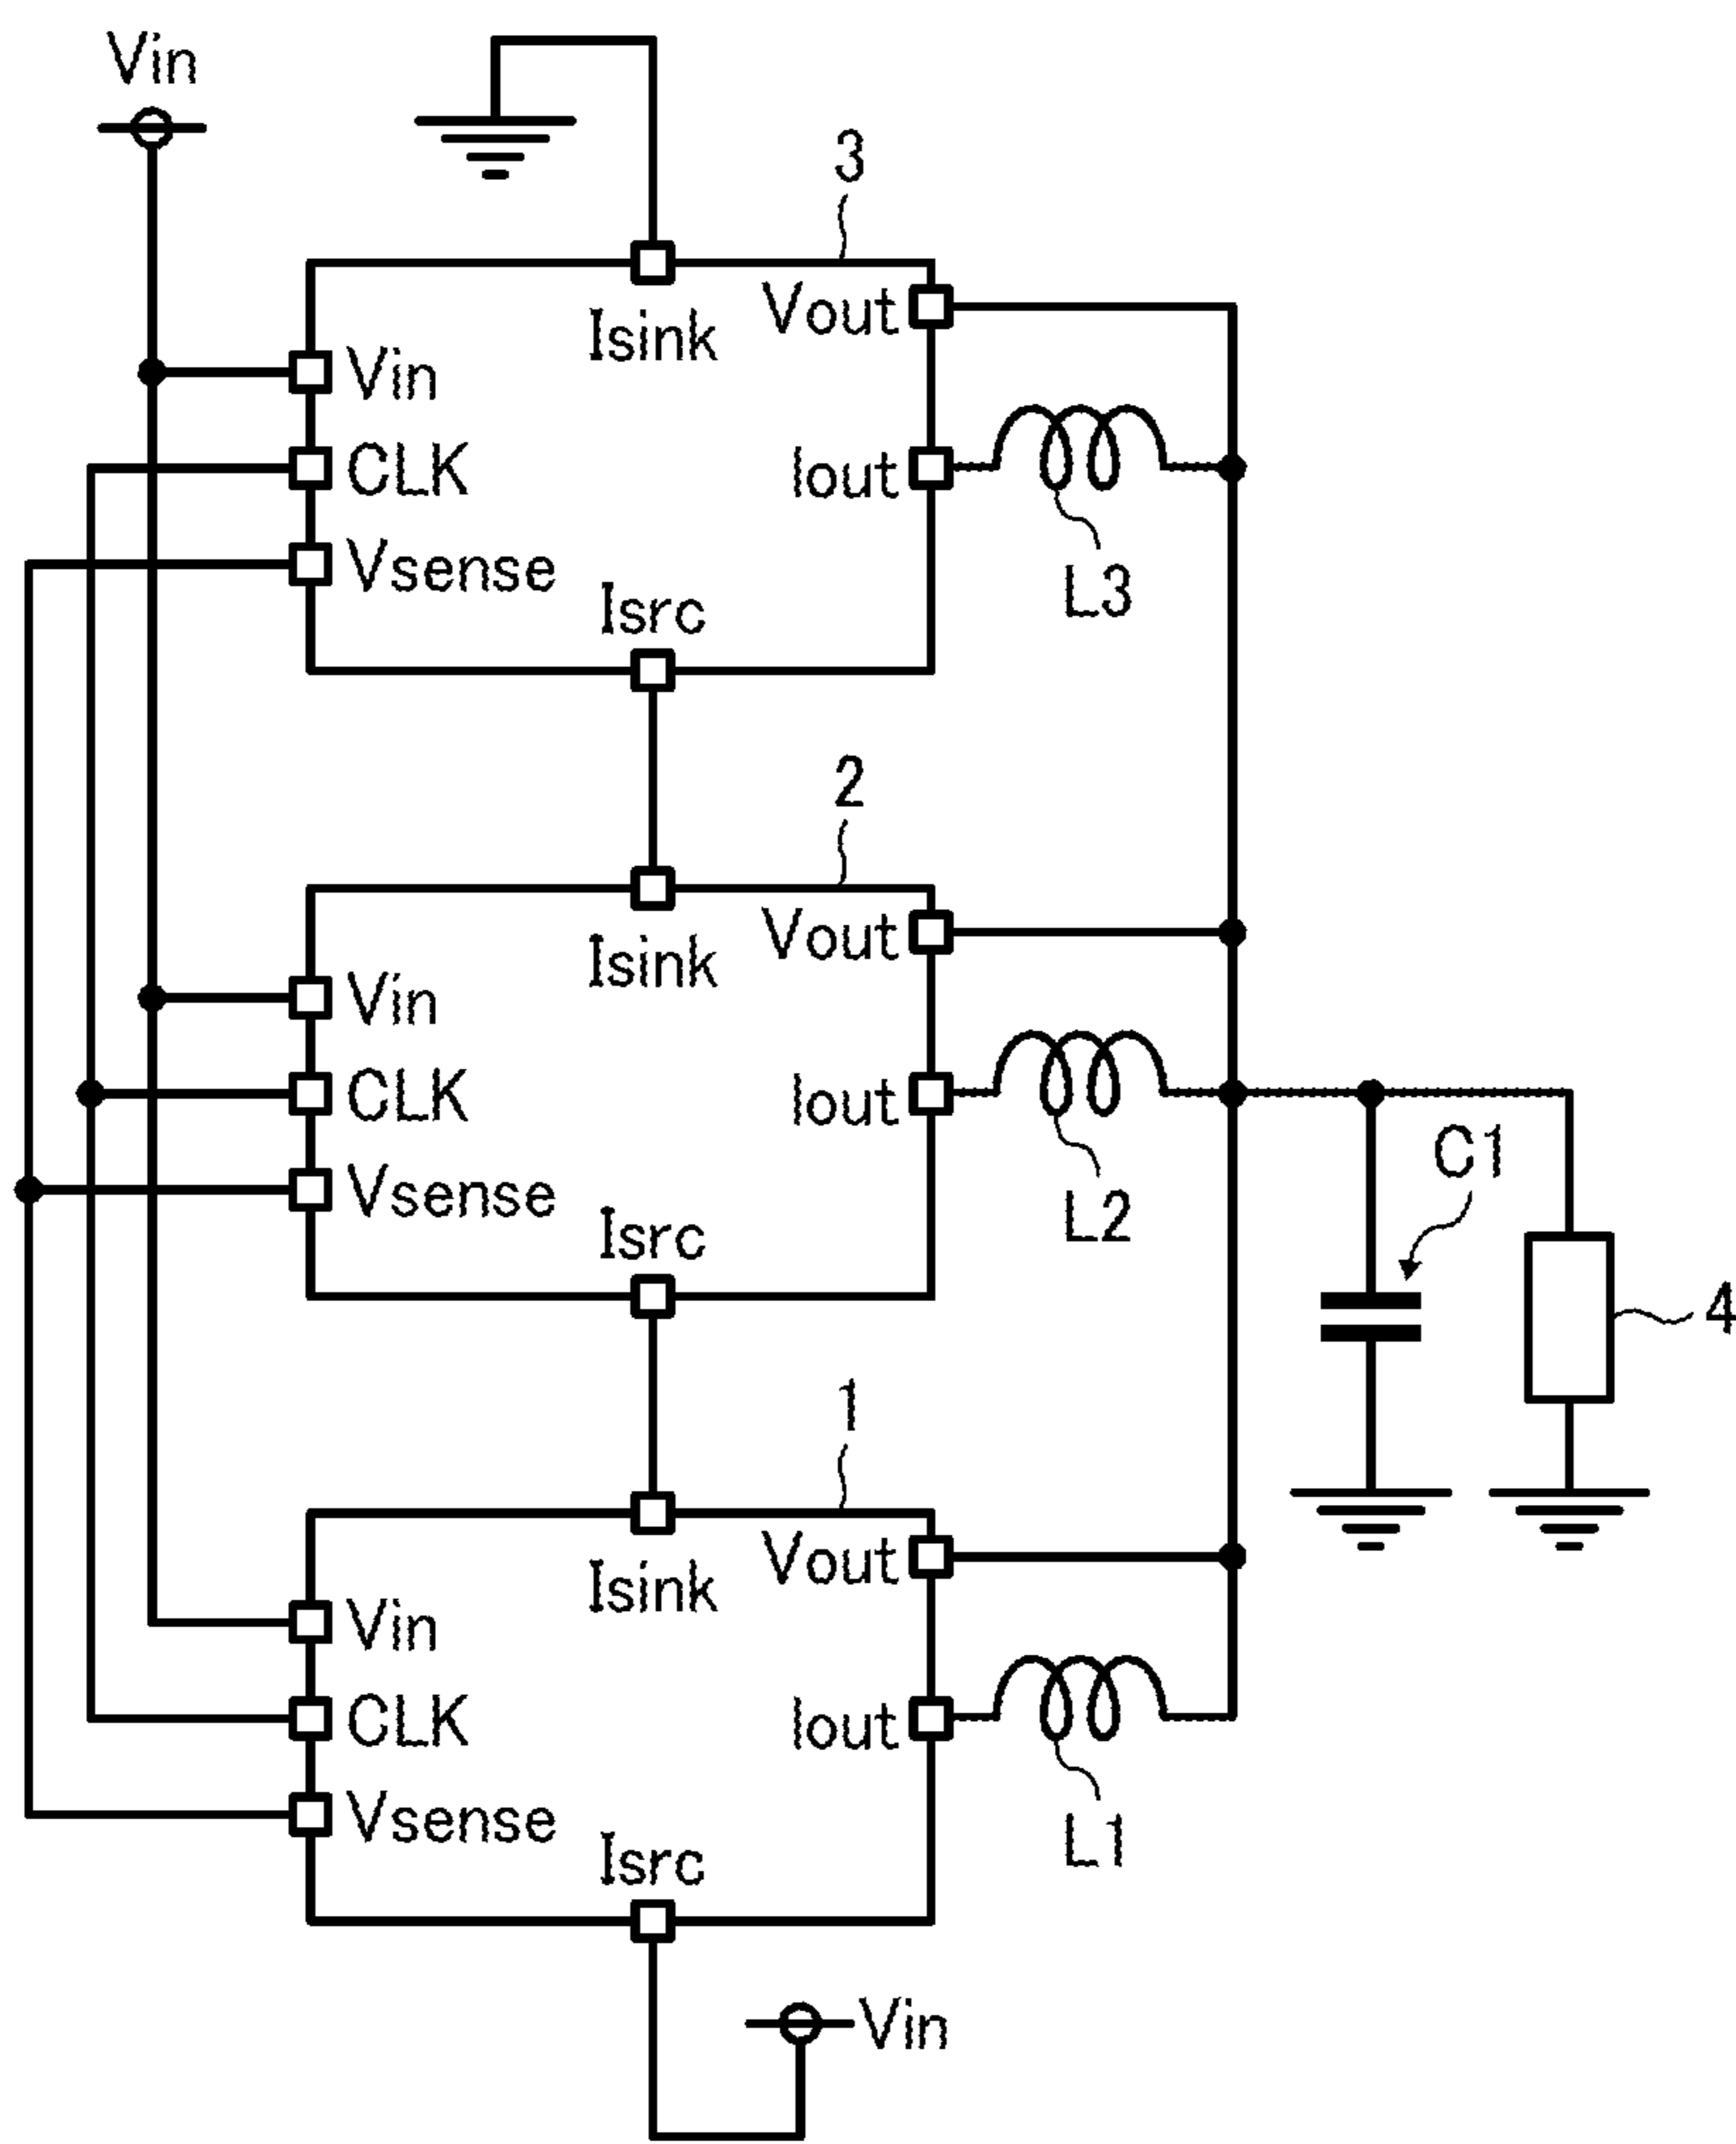 Vin
3
Isink
Vout
Vin
CLK
Iout
Vsense
Isrc
L3
2
Isink
Vout
Vin
CLK
Iout
Vsense
Isrc
L2
C1
4
1
Isink
Vout
Vin
CLK
Iout
Vsense
Isrc
L1
Vin